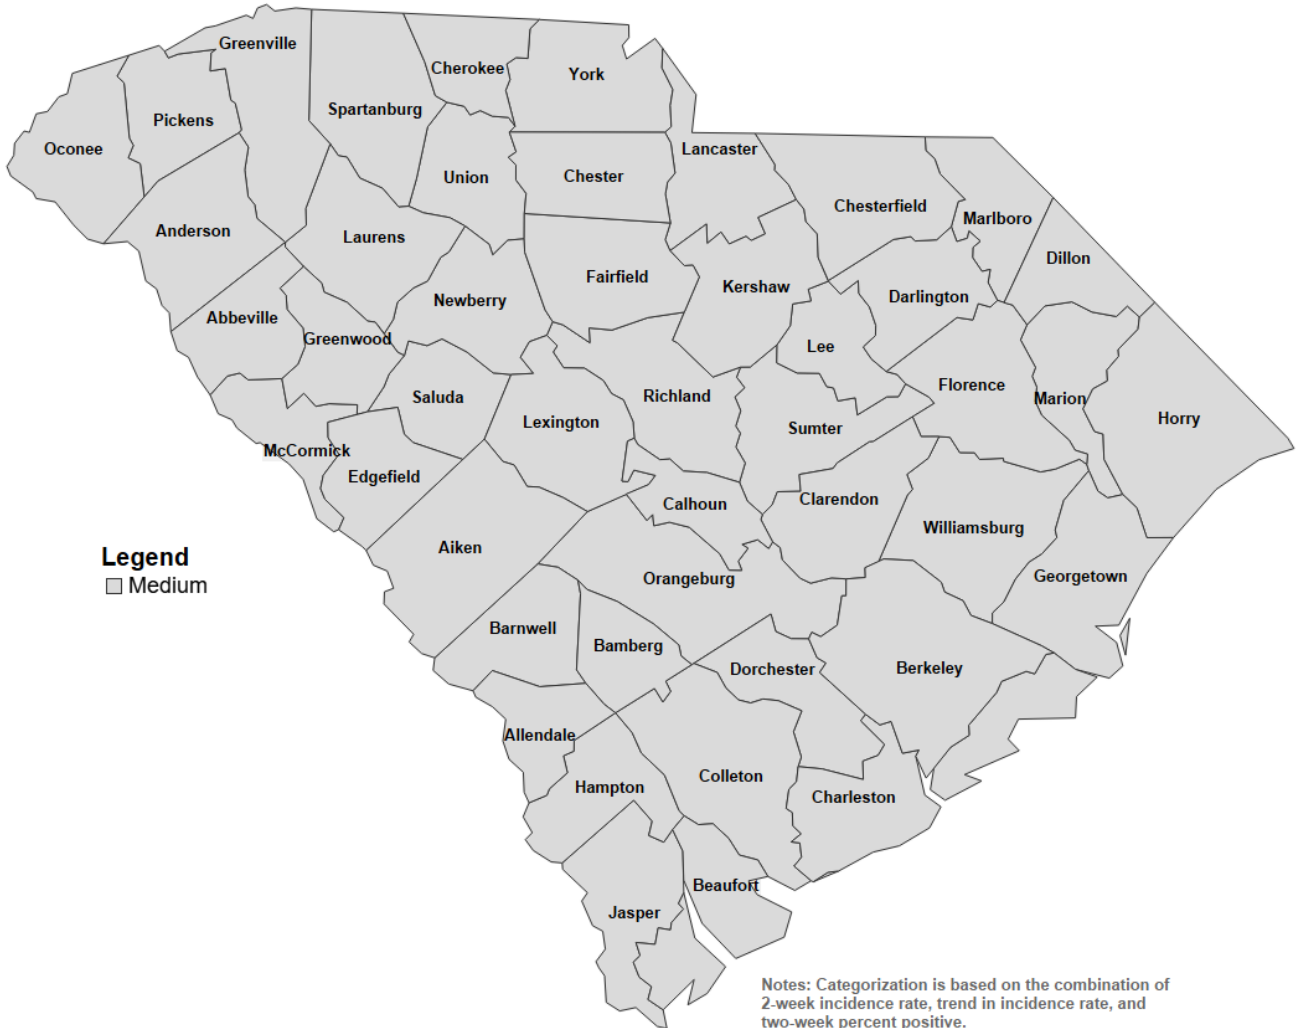 Greenville
Cherokee
York
Spartanburg
Pickens
Oconee
Lancaster
Union
Chester
Chesterfield
Marlboro
Anderson
Laurens
Dillon
Fairfield
Kershaw
Darlington
Newberry
Abbeville
Greenwood
Lee
Florence
Saluda
Richland
Marion
Horry
Lexington
Sumter
McCormick
Edgefield
Calhoun
Clarendon
Williamsburg
Aiken
Legend
Medium
Orangeburg
Georgetown
Barnwell
Bamberg
Dorchester
Berkeley
Allendale
Colleton
Hampton
Charleston
Beaufort
Jasper
Notes: Categorization is based on the combination of
2-week incidence rate, trend in incidence rate, and
two-week percent positive.